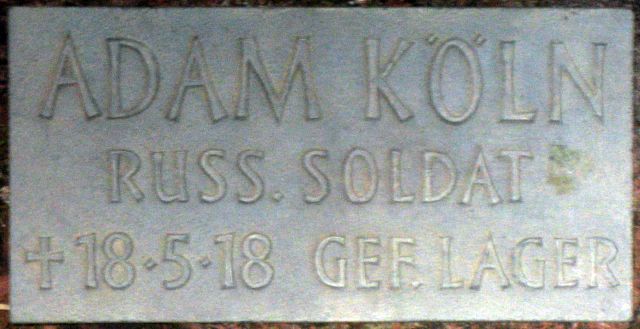 ADAM KÖLN
RUSS. SOLDAT
✝18·5·18 GEF. LAGER